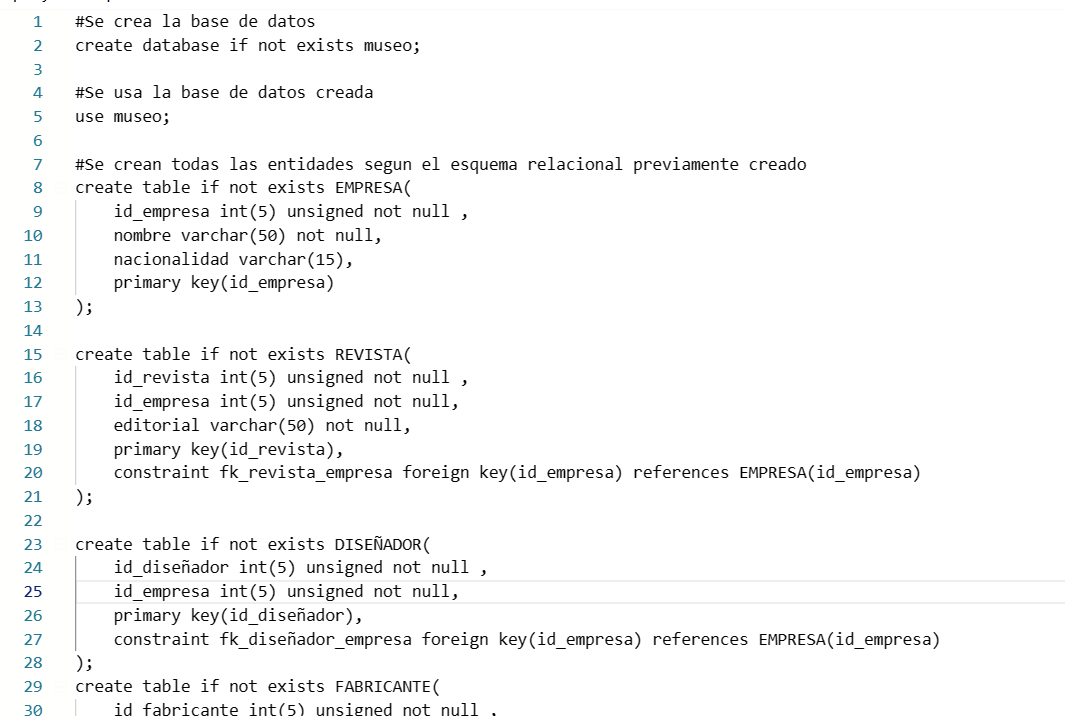 1 #Se crea la base de datos
2 create database if not exists museo;
3
4 #Se usa la base de datos creada
5 use museo;
6
7 #Se crean todas las entidades segun el esquema relacional previamente creado
8 create table if not exists EMPRESA(
9 id_empresa int(5) unsigned not null ,
10 nombre varchar(50) not null,
11 nacionalidad varchar(15),
12 primary key(id_empresa)
13 );
14
15 create table if not exists REVISTA(
16 id_revista int(5) unsigned not null ,
17 id_empresa int(5) unsigned not null,
18 editorial varchar(50) not null,
19 primary key(id_revista),
20 constraint fk_revista_empresa foreign key(id_empresa) references EMPRESA(id_empresa)
21 );
22
23 create table if not exists DISEÑADOR(
24 id_diseñador int(5) unsigned not null ,
25 id_empresa int(5) unsigned not null,
26 primary key(id_diseñador),
27 constraint fk_diseñador_empresa foreign key(id_empresa) references EMPRESA(id_empresa)
28 );
29 create table if not exists FABRICANTE(
30 id_fabricante int(5) unsigned not null ,